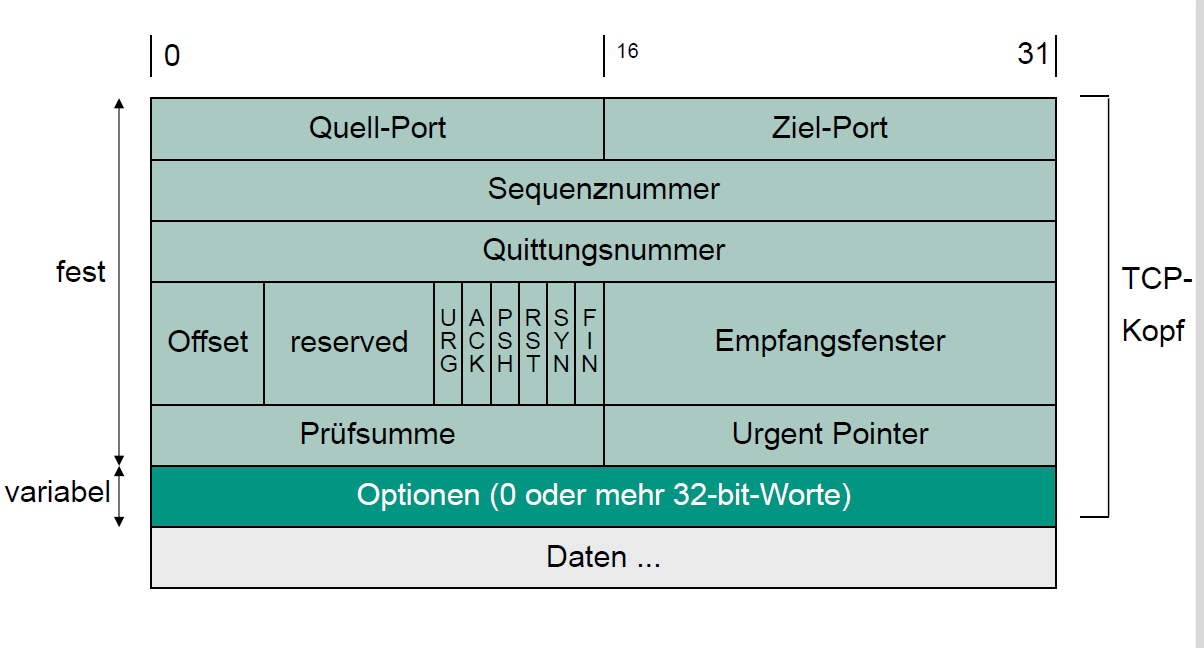 0 16 31
Quell-Port Ziel-Port
Sequenznummer
Quittungsnummer
fest
Offset reserved URG ACK PSH RST SYN FIN Empfangsfenster
TCP-
Kopf
Prüfsumme Urgent Pointer
variabel
Optionen (0 oder mehr 32-bit-Worte)
Daten ...